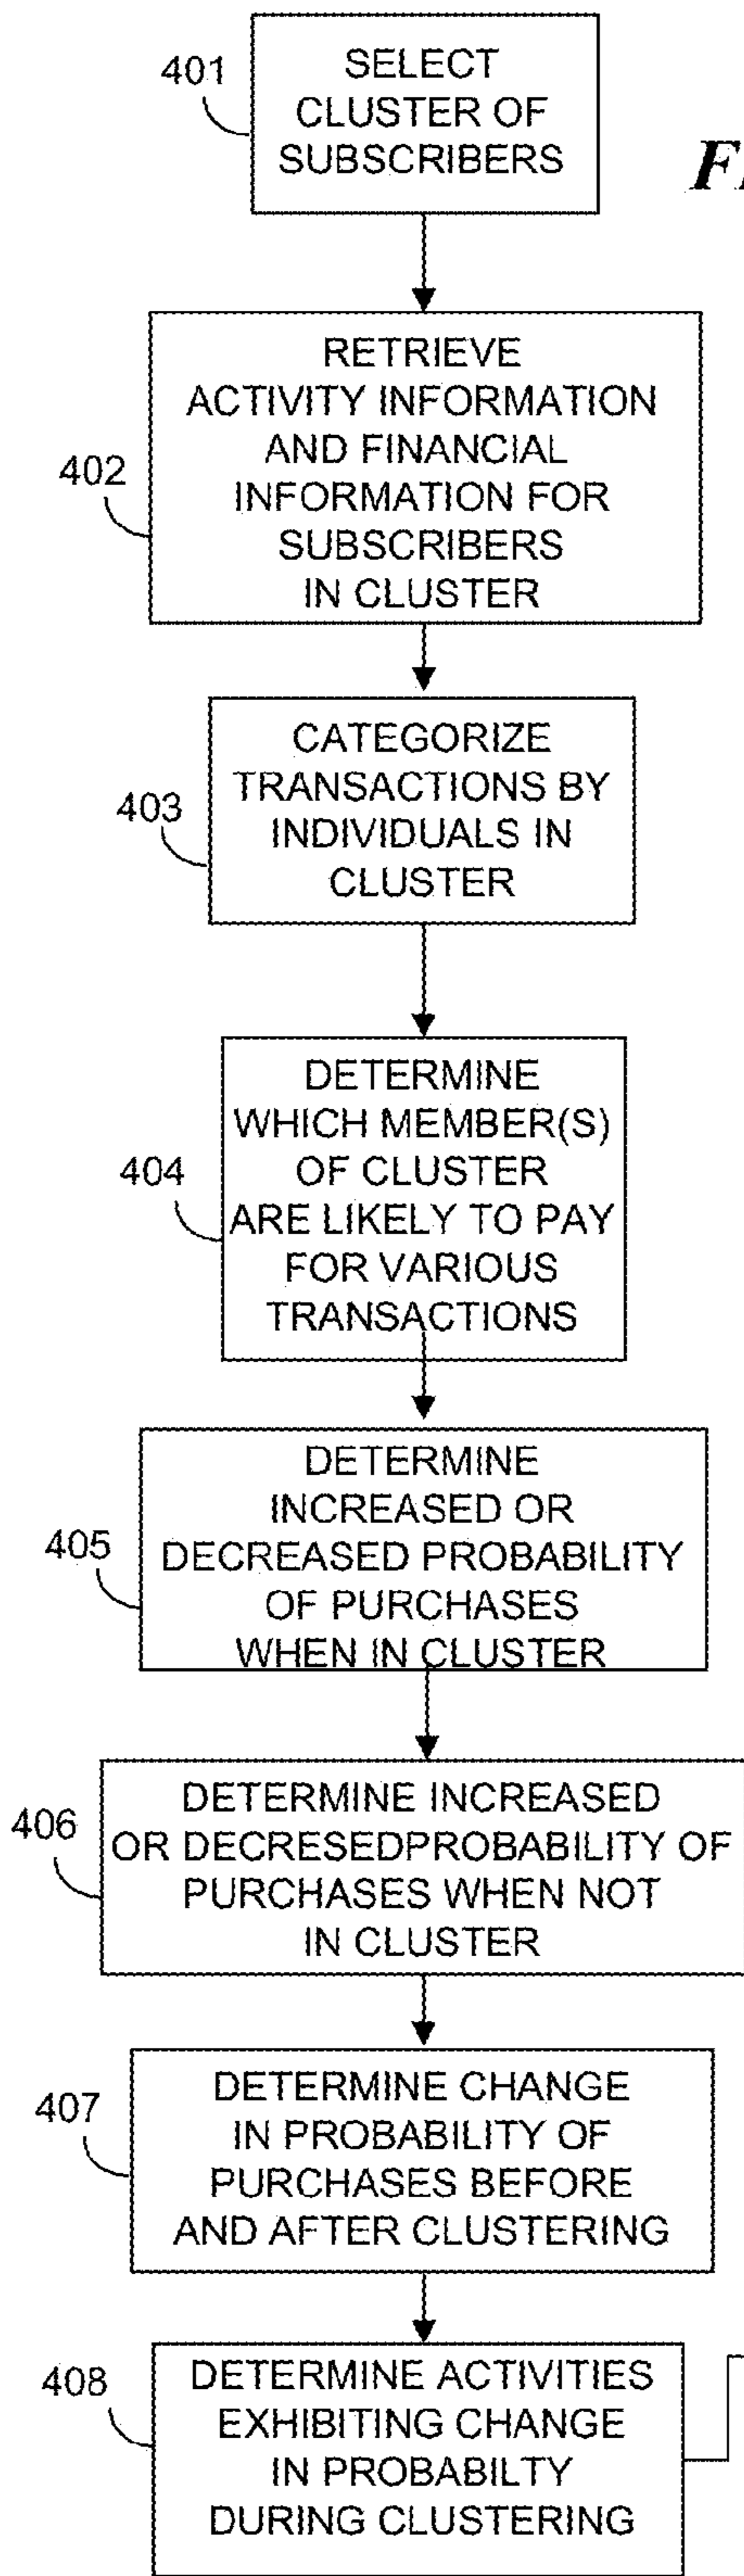 401
SELECT
CLUSTER OF
SUBSCRIBERS
402
RETRIEVE
ACTIVITY INFORMATION
AND FINANCIAL
INFORMATION FOR
SUBSCRIBERS
IN CLUSTER
403
CATEGORIZE
TRANSACTIONS BY
INDIVIDUALS IN
CLUSTER
404
DETERMINE
WHICH MEMBER(S)
OF CLUSTER
ARE LIKELY TO PAY
FOR VARIOUS
TRANSACTIONS
405
DETERMINE
INCREASED OR
DECREASED PROBABILITY
OF PURCHASES
WHEN IN CLUSTER
406
DETERMINE INCREASED
OR DECRESEDPROBABILITY OF
PURCHASES WHEN NOT
IN CLUSTER
407
DETERMINE CHANGE
IN PROBABILITY OF
PURCHASES BEFORE
AND AFTER CLUSTERING
408
DETERMINE ACTIVITIES
EXHIBITING CHANGE
IN PROBABILTY
DURING CLUSTERING